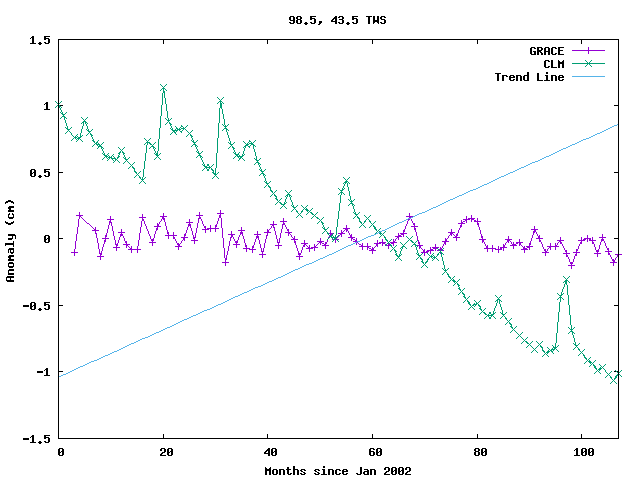 98.5, 43.5 TWS
GRACE
CLM
Trend Line
1.5
1
0.5
0
-0.5
-1
-1.5
Anomaly (cm)
0 20 40 60 80 100
Months since Jan 2002